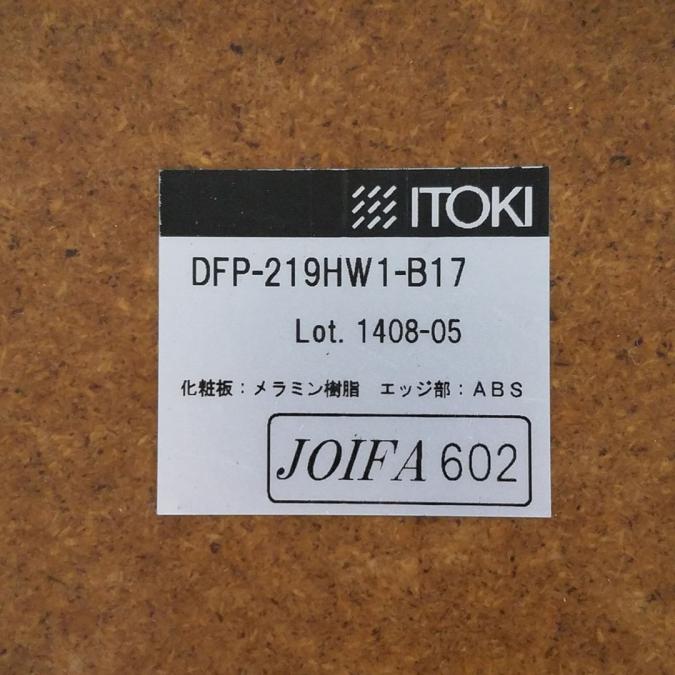 ITOKI
DFP-219HW1-B17
Lot. 1408-05
化粧板：メラミン樹脂　エッジ部：ABS
JOIFA 602